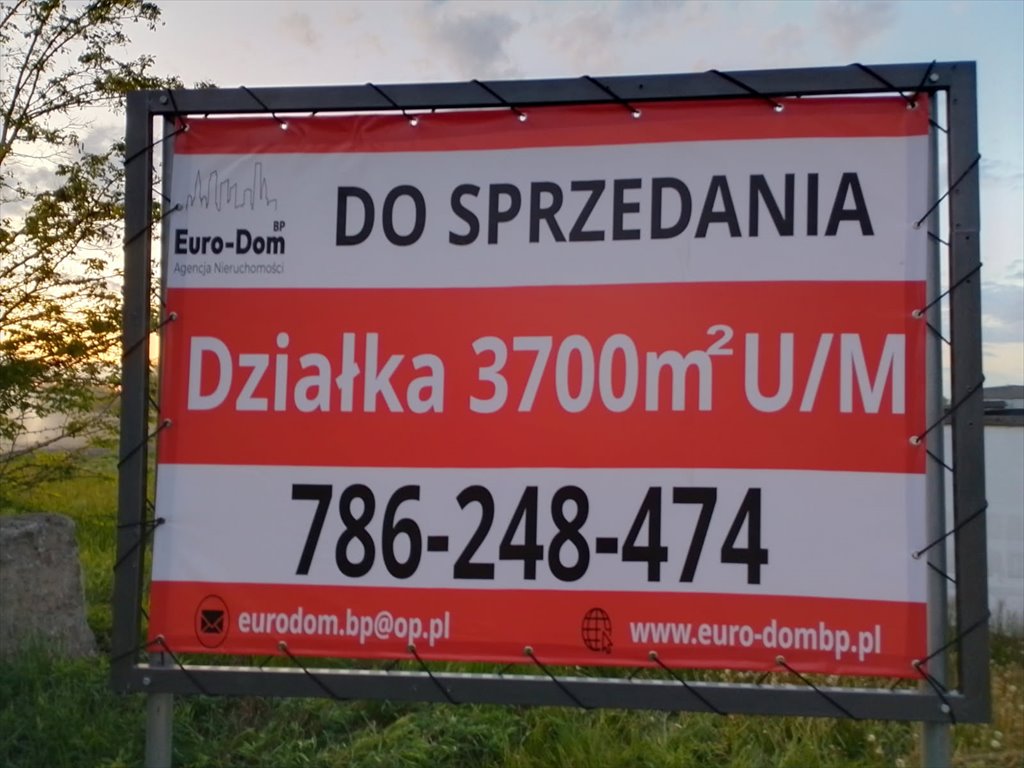 BP
Euro-Dom
Agencja Nieruchomości
DO SPRZEDANIA
Działka 3700m² U/M
786-248-474
eurodom.bp@op.pl
www.euro-dombp.pl